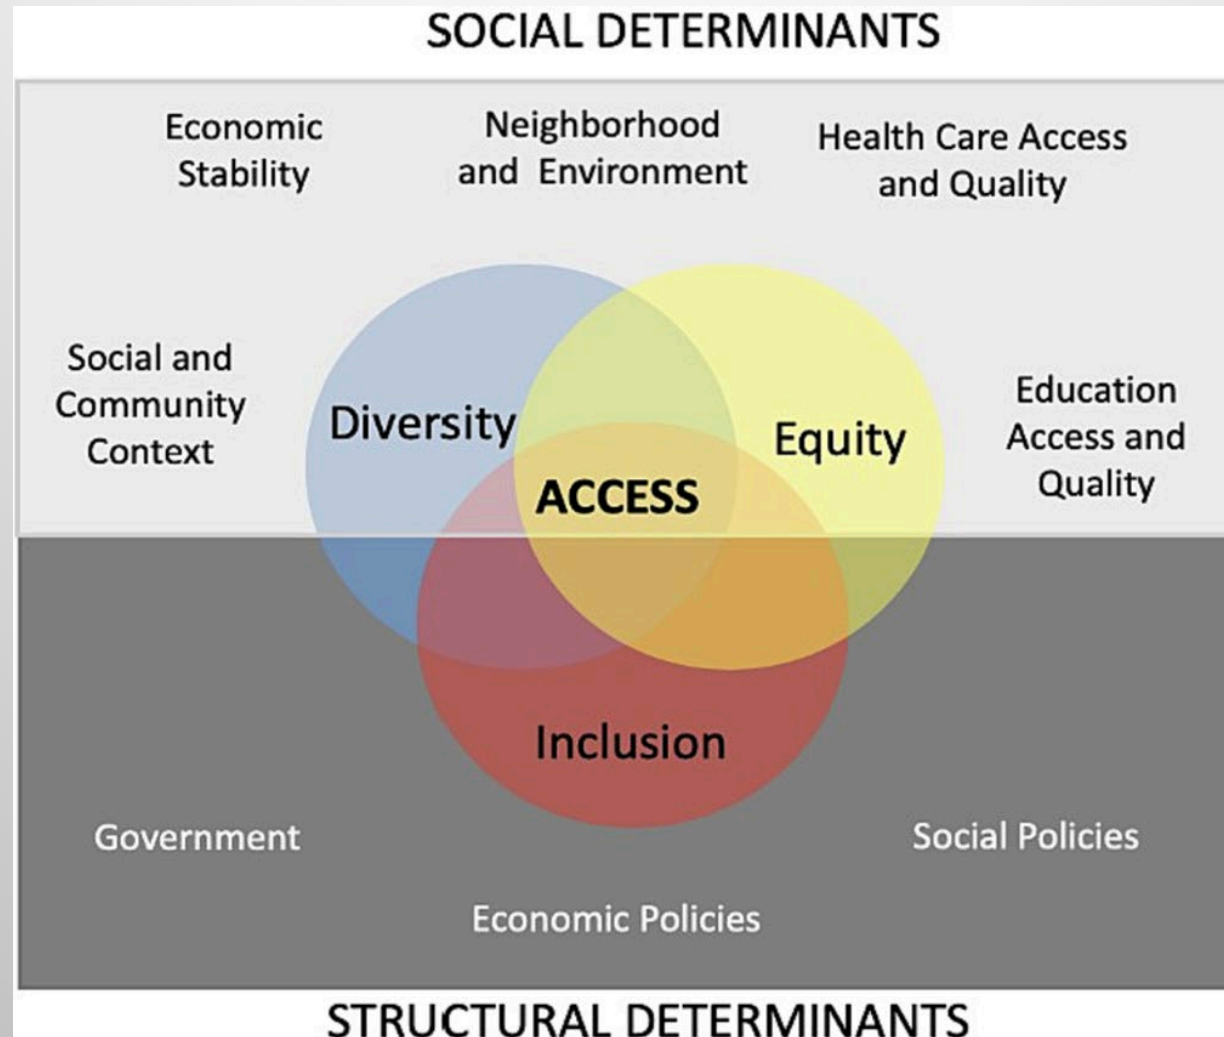 SOCIAL DETERMINANTS
Economic
Stability
Neighborhood
and Environment
Health Care Access
and Quality
Social and
Community
Context
Diversity
Equity
ACCESS
Education
Access and
Quality
Inclusion
Government
Social Policies
Economic Policies
STRUCTURAL DETERMINANTS